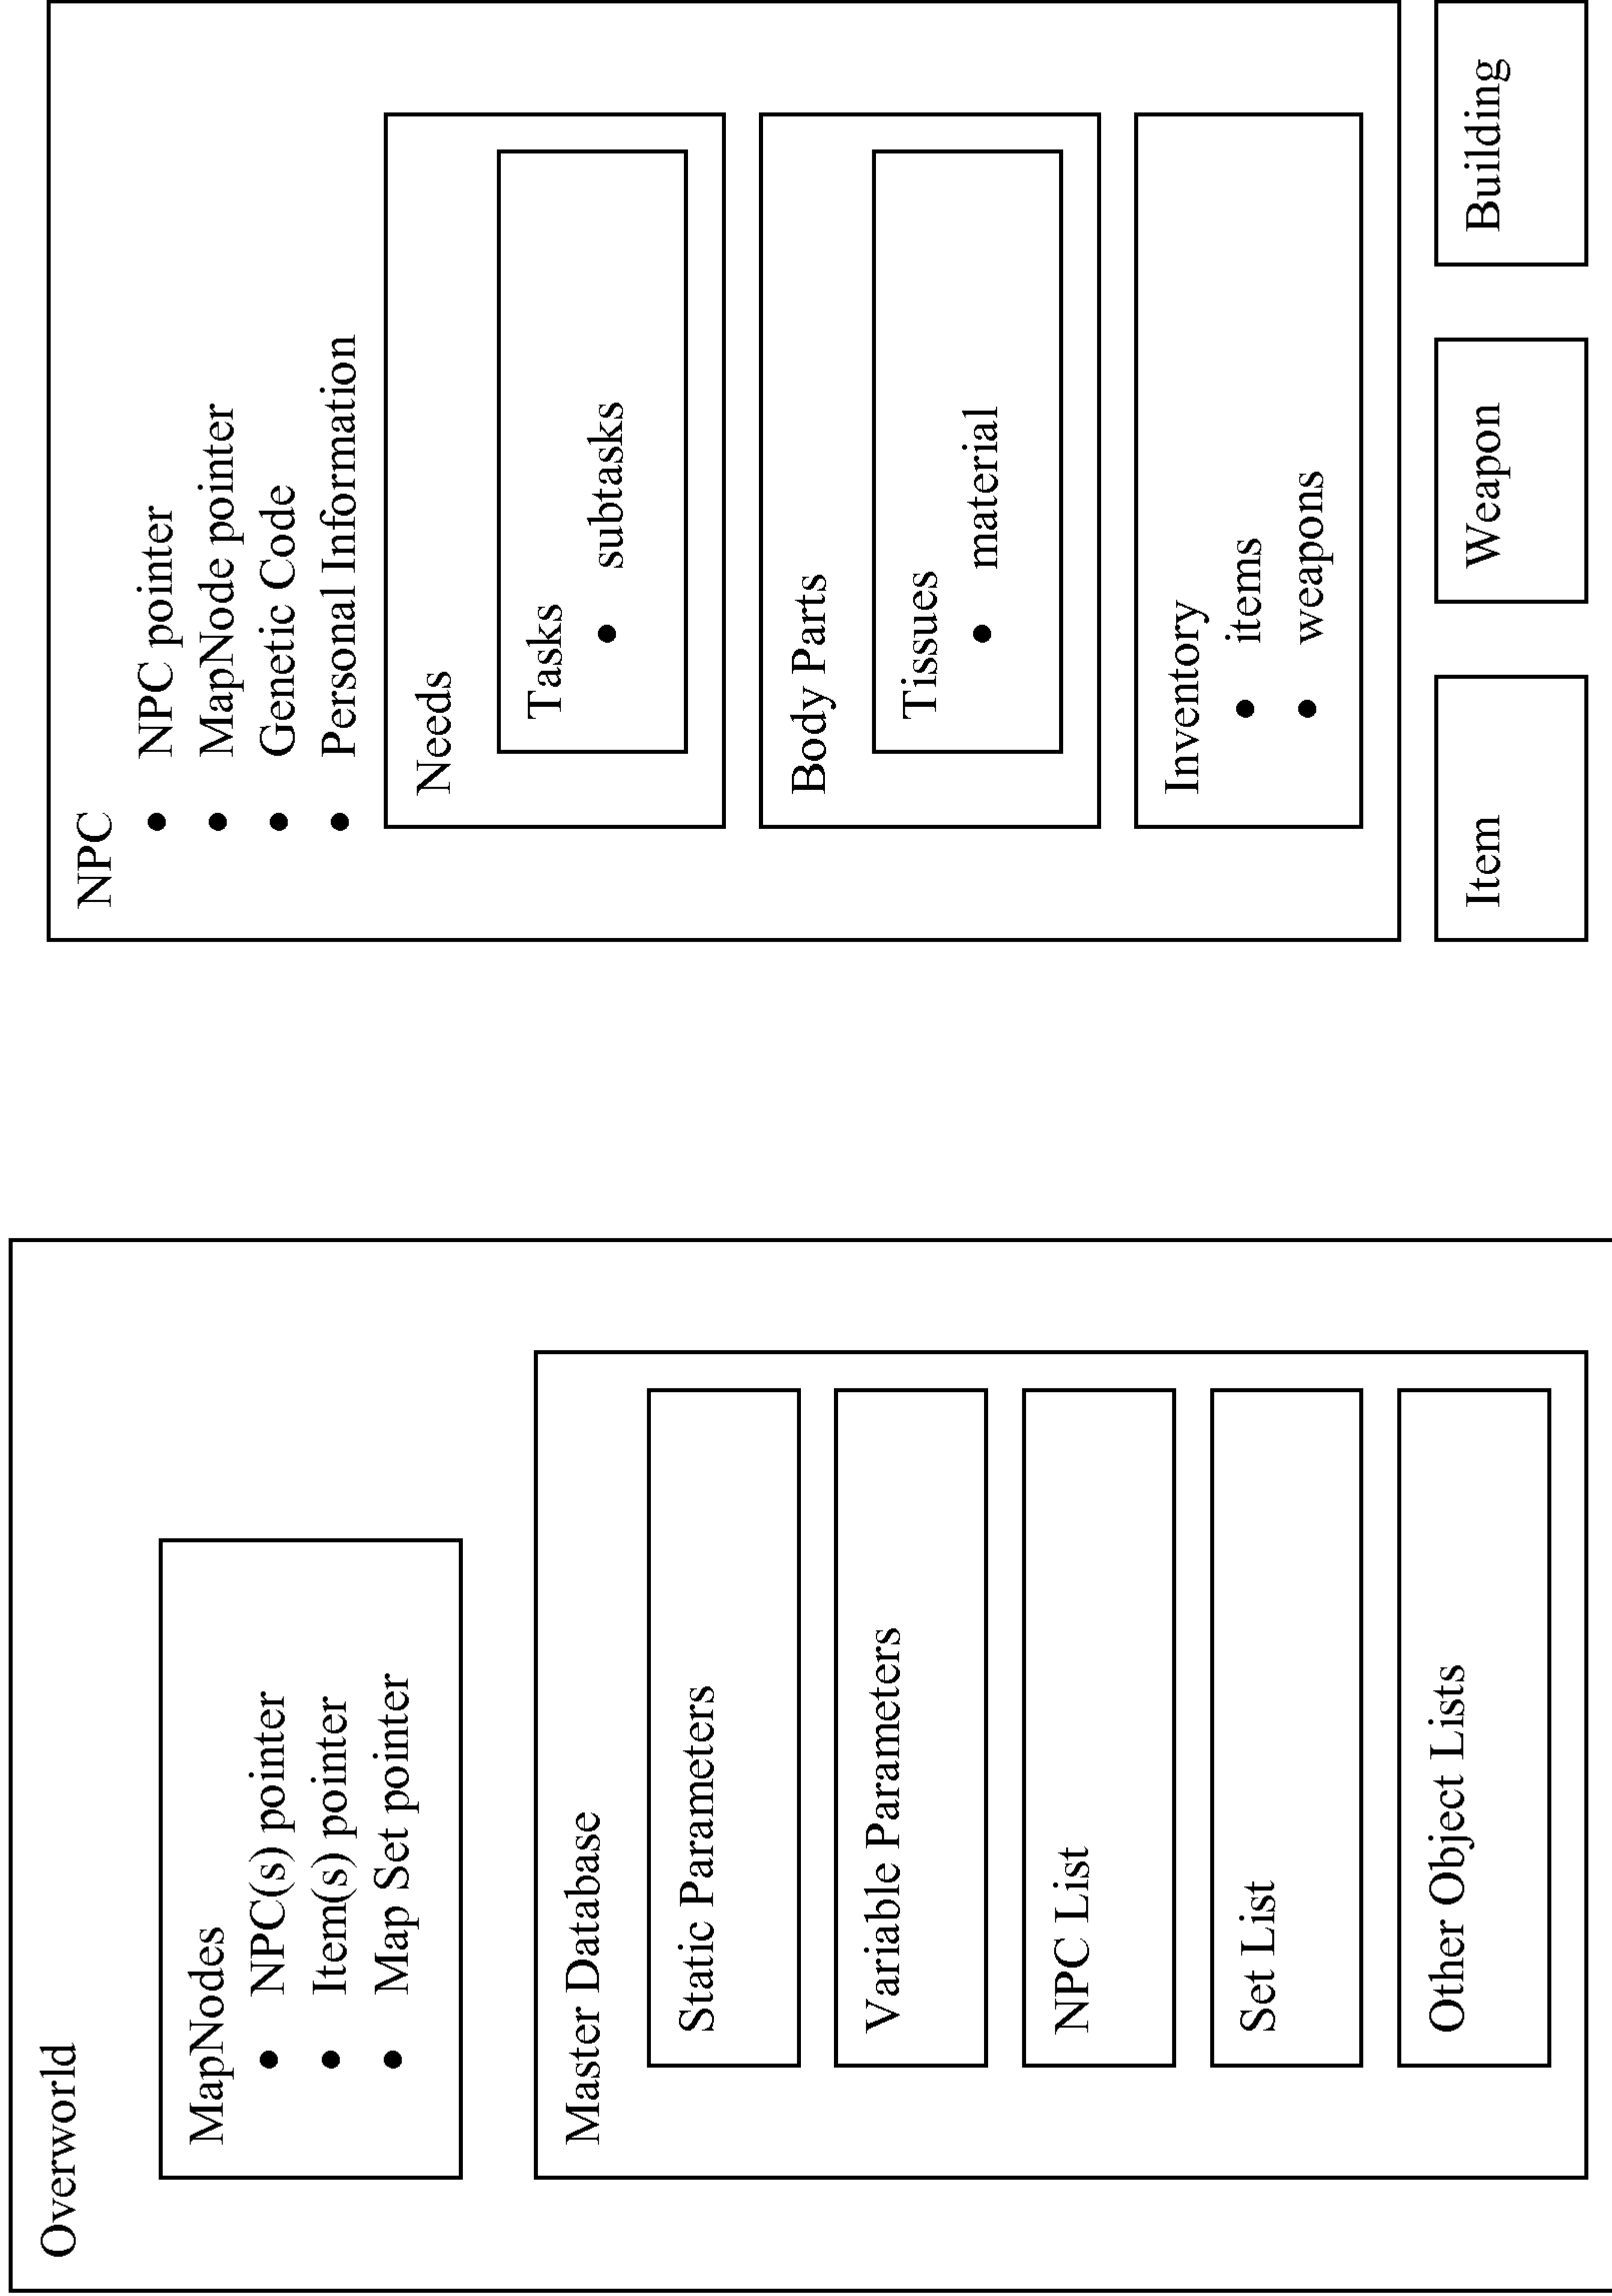 Overworld
MapNodes
• NPC(s) pointer
• Item(s) pointer
• Map Set pointer
Master Database
Static Parameters
Variable Parameters
NPC List
Set List
Other Object Lists
NPC
• NPC pointer
• MapNode pointer
• Genetic Code
• Personal Information
Needs
Tasks
• subtasks
Body Parts
Tissues
• material
Inventory
• items
• weapons
Item
Weapon
Building